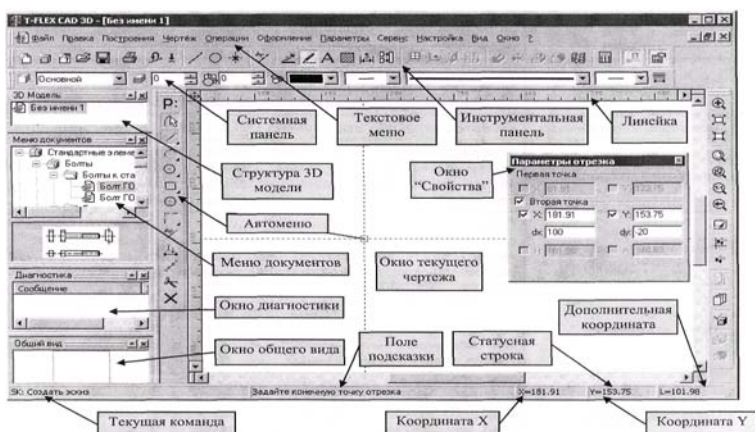 T-FLEX CAD 3D - [Без имени 1]
Файл Правка Построения Чертёж Операции Оформление Параметры Сервис Настройка Вид Окно ?
Основной 0 0
3D Модель
Без имени 1
Системная панель
Текстовое меню
Инструментальная панель
Линейка
Меню документов
Стандартные элеме
Болты
Болты к ста
Болт ГО
Болт ГО
Структура 3D модели
Окно "Свойства"
Параметры отрезка
Первая точка
Вторая точка
X: 181.91 Y: 153.75
dx: 100 dy: -20
Автоменю
Меню документов
Окно текущего чертежа
Диагностика
Сообщение
Окно диагностики
Дополнительная координата
Общий вид
Окно общего вида
Поле подсказки
Статусная строка
SK: Создать эскиз
Задайте конечную точку отрезка
X=181.91 Y=153.75 L=101.98
Текущая команда
Координата X
Координата Y